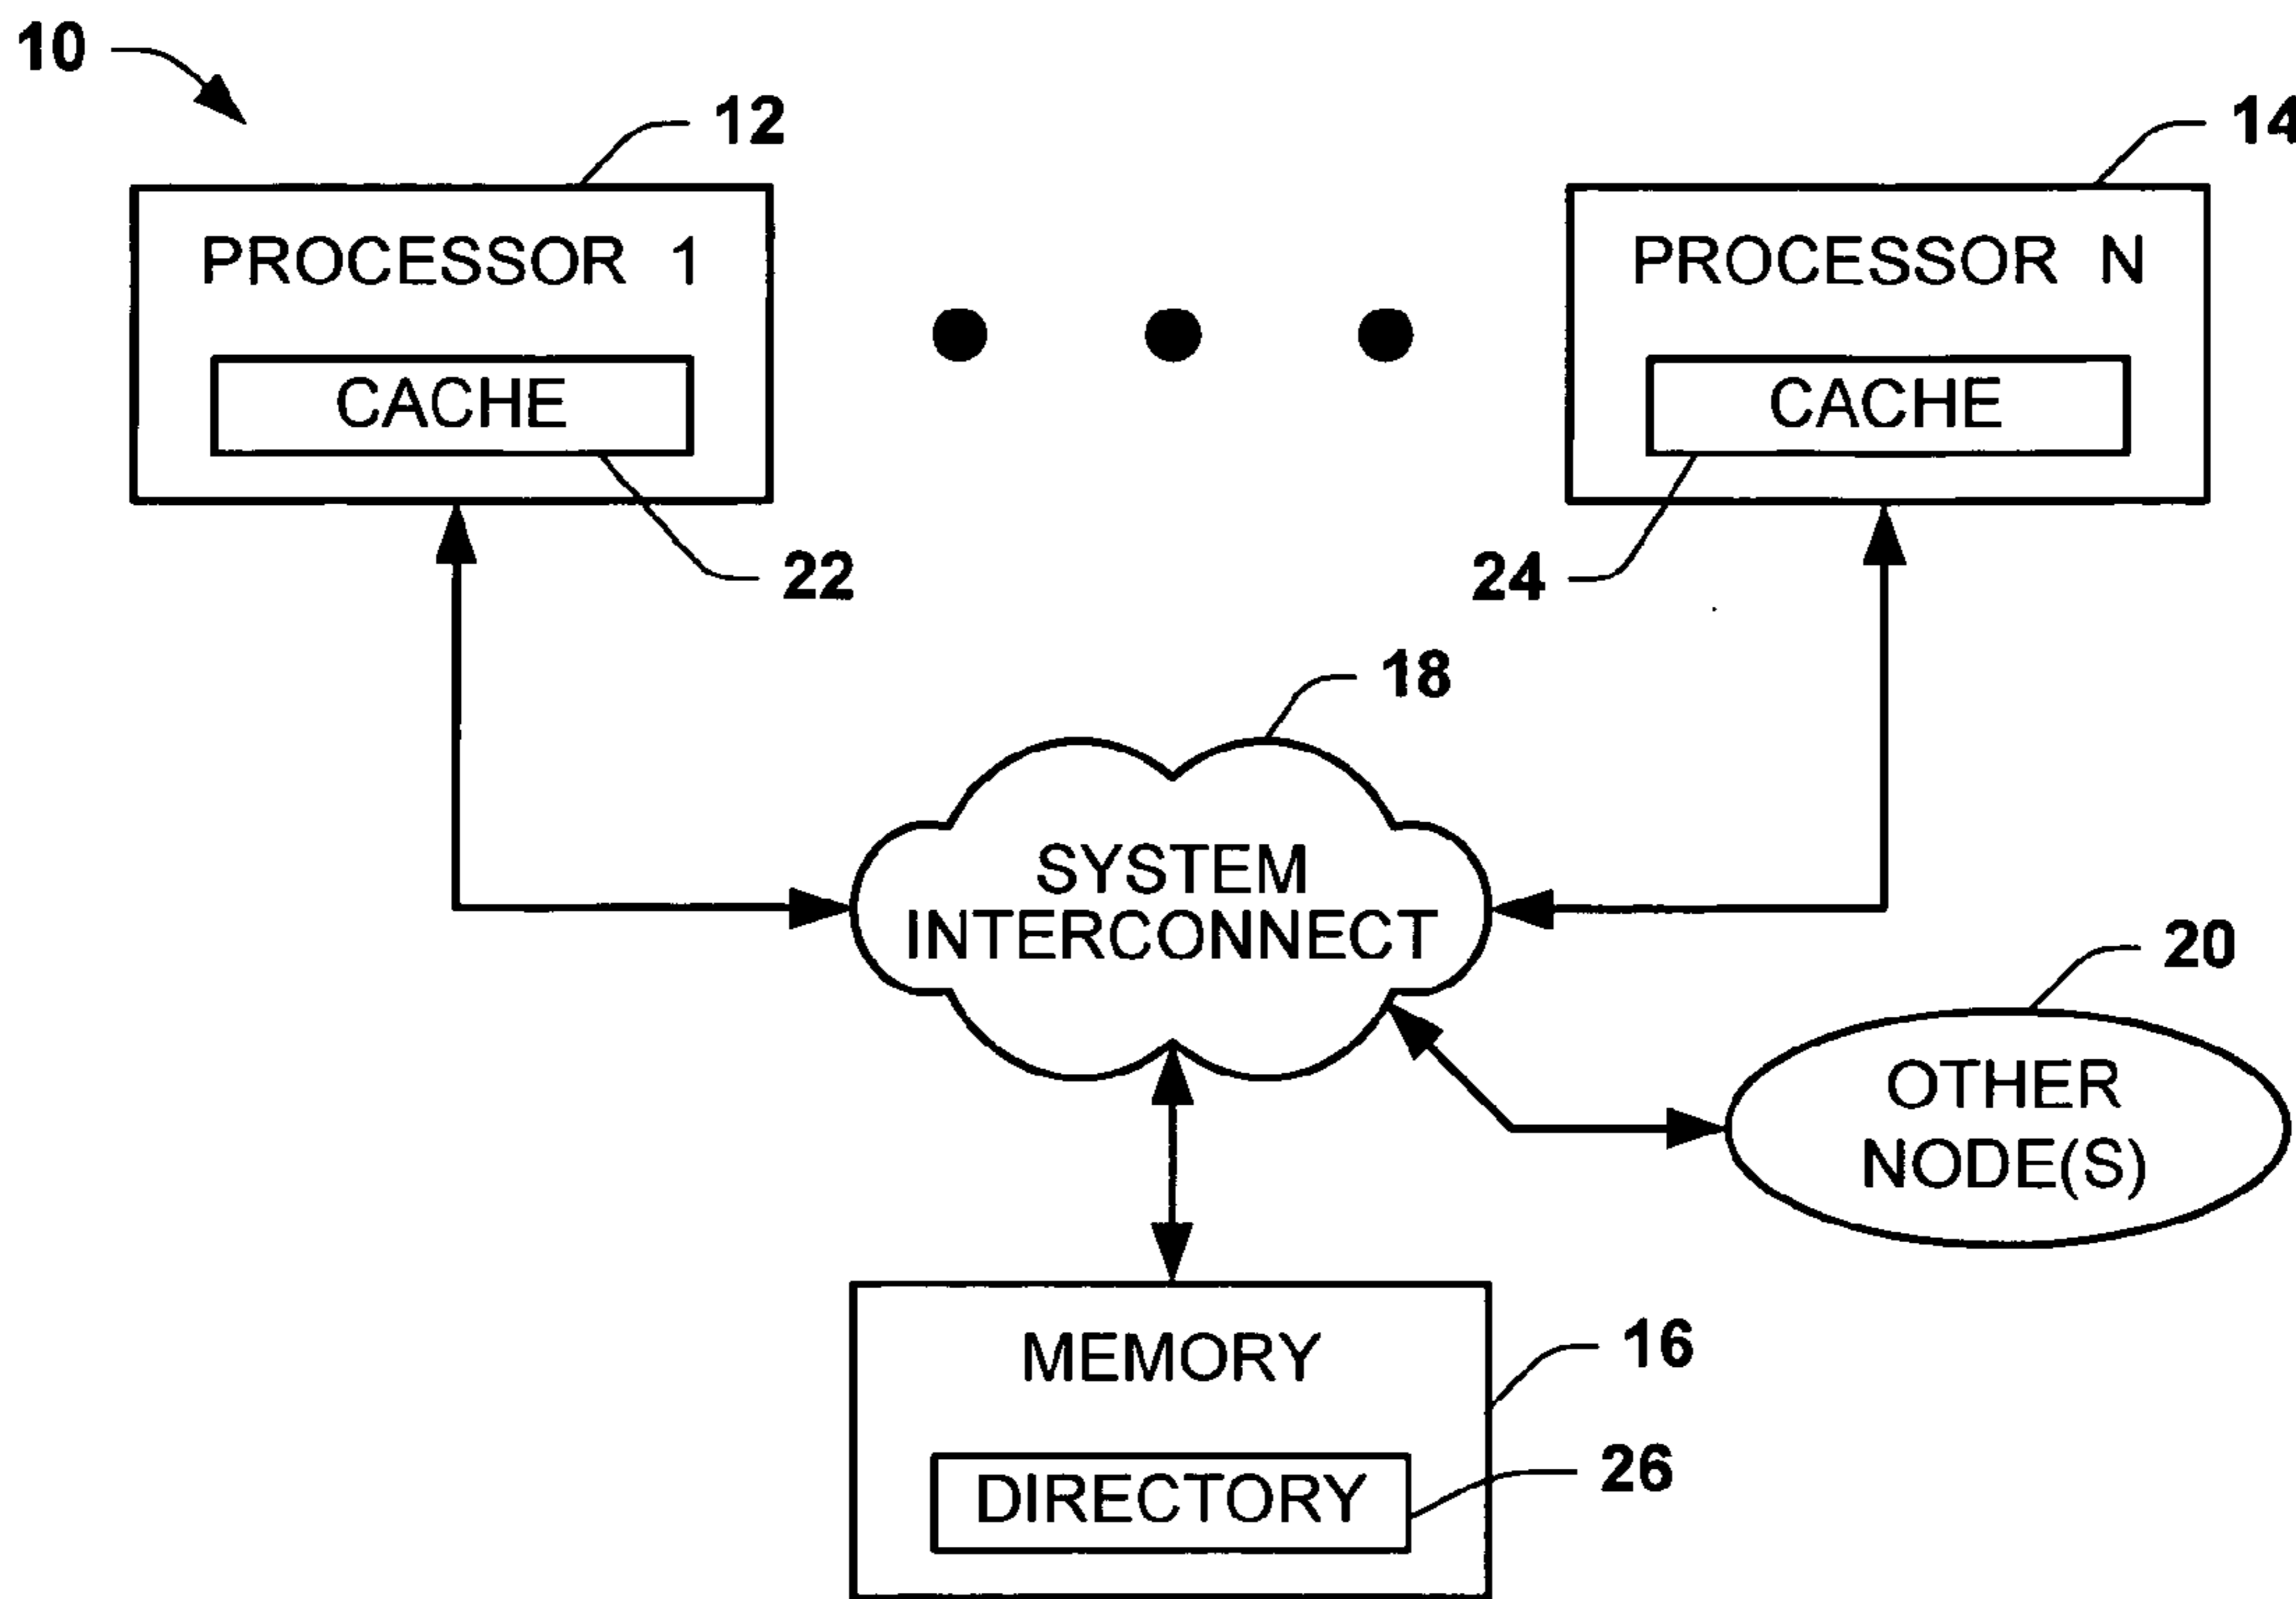 10
12
14
PROCESSOR 1
PROCESSOR N
CACHE
CACHE
22
24
18
SYSTEM
INTERCONNECT
20
OTHER
NODE(S)
MEMORY
16
DIRECTORY
26